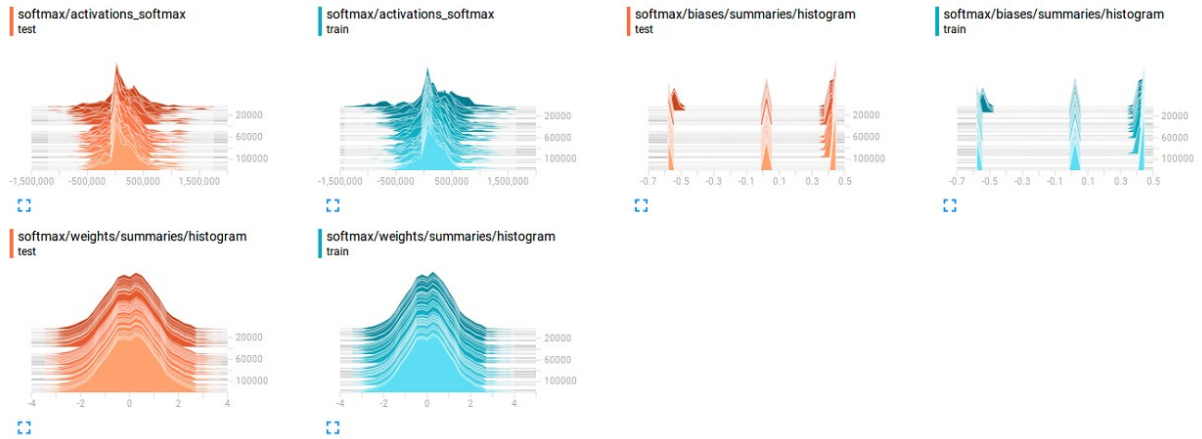 softmax/activations_softmax
test
20000
60000
100000
-1,500,000 -500,000 500,000 1,500,000
softmax/activations_softmax
train
20000
60000
100000
-1,500,000 -500,000 500,000 1,500,000
softmax/biases/summaries/histogram
test
20000
60000
100000
-0.7 -0.5 -0.3 -0.1 0.1 0.3 0.5
softmax/biases/summaries/histogram
train
20000
60000
100000
-0.7 -0.5 -0.3 -0.1 0.1 0.3 0.5
softmax/weights/summaries/histogram
test
20000
60000
100000
-4 -2 0 2 4
softmax/weights/summaries/histogram
train
20000
60000
100000
-4 -2 0 2 4